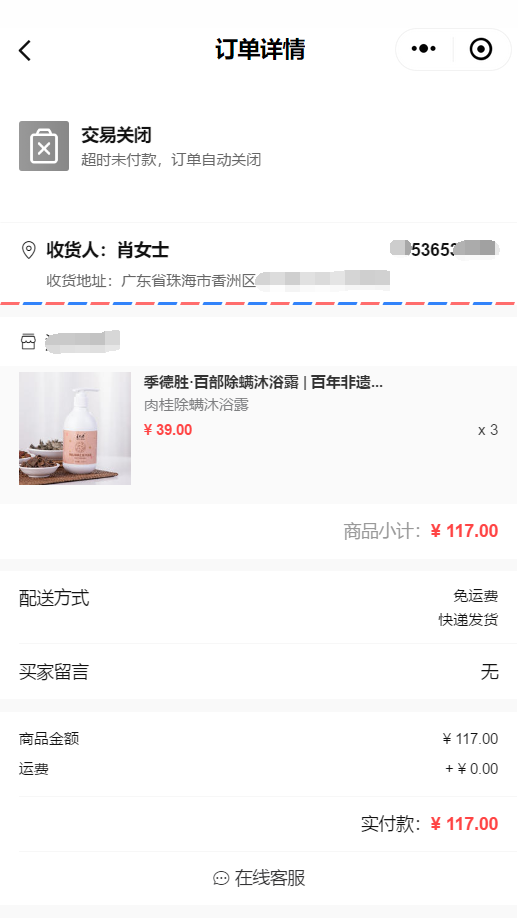 订单详情
交易关闭
超时未付款，订单自动关闭
收货人：肖女士
5365
收货地址：广东省珠海市香洲区
季德胜·百部除螨沐浴露 | 百年非遗...
肉桂除螨沐浴露
¥ 39.00
x 3
商品小计：¥ 117.00
配送方式
免运费
快递发货
买家留言
无
商品金额
¥ 117.00
运费
+ ¥ 0.00
实付款：¥ 117.00
在线客服